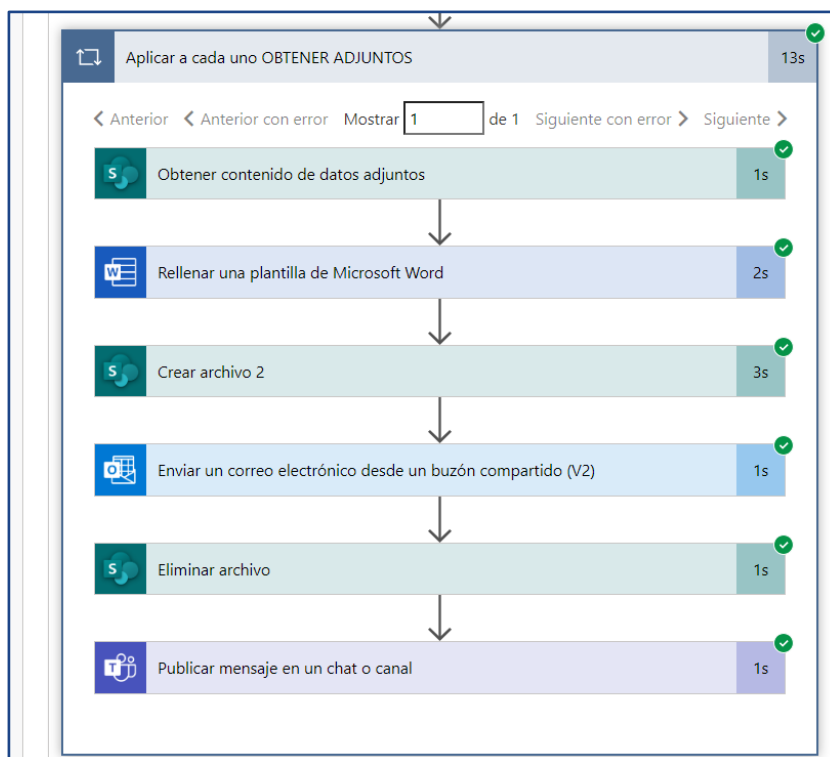 Aplicar a cada uno OBTENER ADJUNTOS 13s
Anterior Anterior con error Mostrar 1 de 1 Siguiente con error Siguiente
Obtener contenido de datos adjuntos 1s
Rellenar una plantilla de Microsoft Word 2s
Crear archivo 2 3s
Enviar un correo electrónico desde un buzón compartido (V2) 1s
Eliminar archivo 1s
Publicar mensaje en un chat o canal 1s